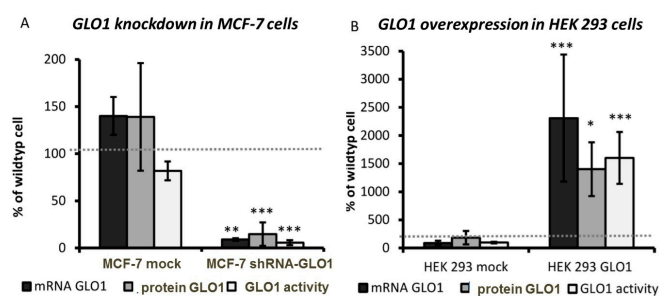 A GLO1 knockdown in MCF-7 cells
% of wildtyp cell
200
150
100
50
0
** *** ***
MCF-7 mock MCF-7 shRNA-GLO1
mRNA GLO1 protein GLO1 GLO1 activity
B GLO1 overexpression in HEK 293 cells
% of wildtyp cell
3500
3000
2500
2000
1500
1000
500
0
*** * ***
HEK 293 mock HEK 293 GLO1
mRNA GLO1 protein GLO1 GLO1 activity